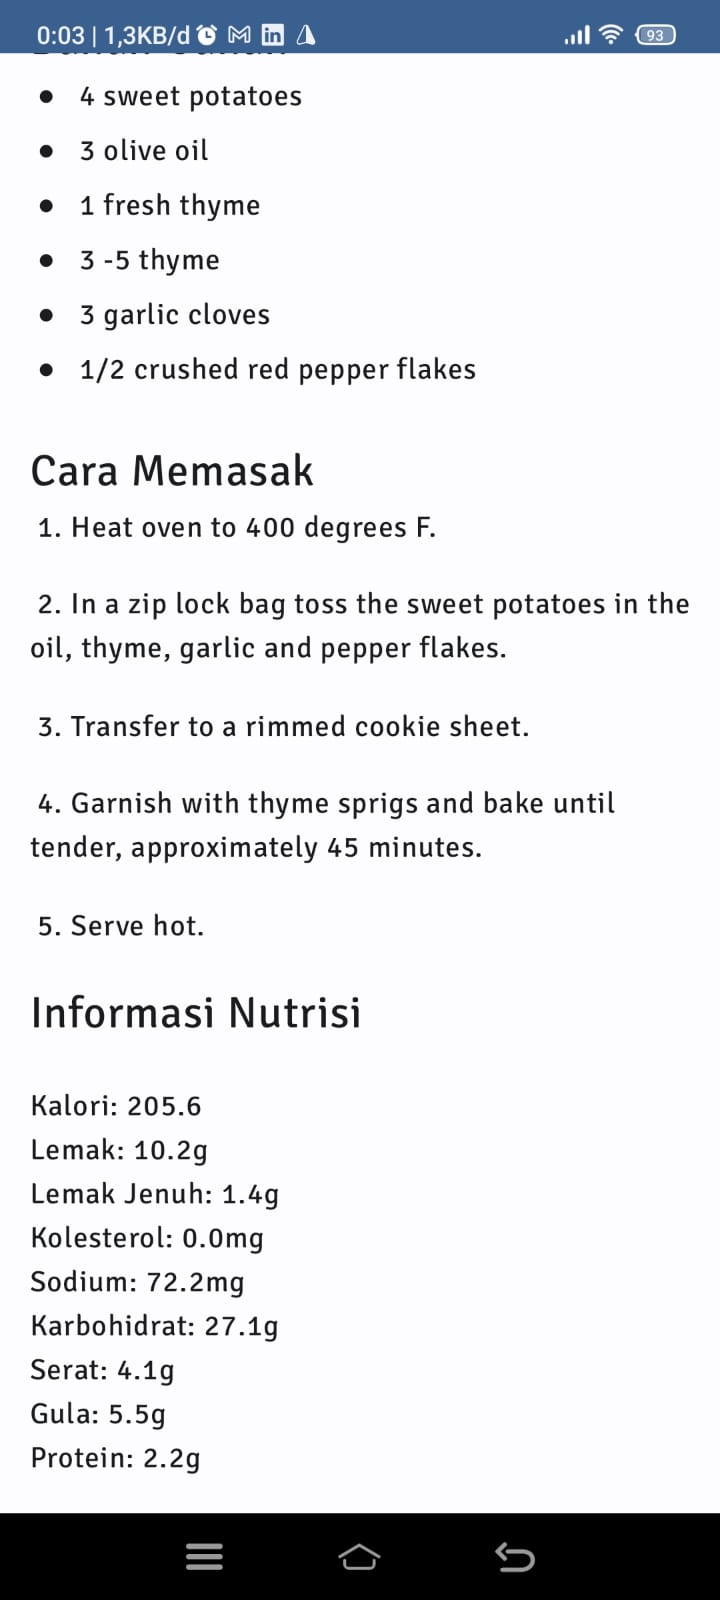 0:03 | 1,3KB/d
93
• 4 sweet potatoes
• 3 olive oil
• 1 fresh thyme
• 3 -5 thyme
• 3 garlic cloves
• 1/2 crushed red pepper flakes
Cara Memasak
1. Heat oven to 400 degrees F.
2. In a zip lock bag toss the sweet potatoes in the
oil, thyme, garlic and pepper flakes.
3. Transfer to a rimmed cookie sheet.
4. Garnish with thyme sprigs and bake until
tender, approximately 45 minutes.
5. Serve hot.
Informasi Nutrisi
Kalori: 205.6
Lemak: 10.2g
Lemak Jenuh: 1.4g
Kolesterol: 0.0mg
Sodium: 72.2mg
Karbohidrat: 27.1g
Serat: 4.1g
Gula: 5.5g
Protein: 2.2g